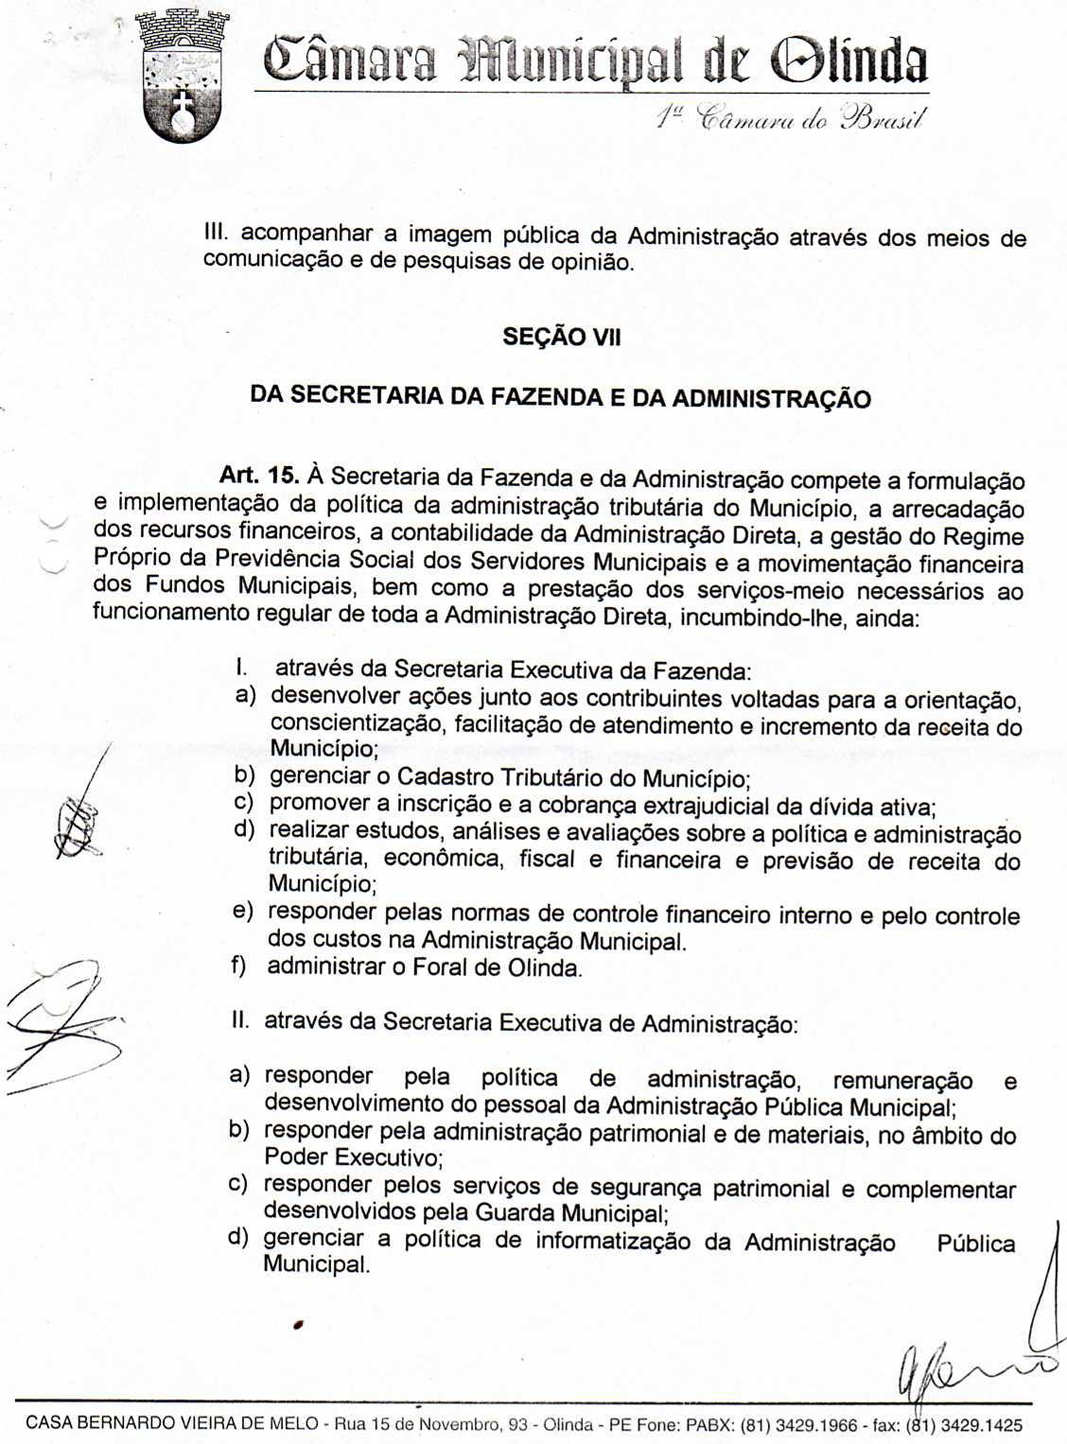 Câmara Municipal de Olinda
1ª Câmara do Brasil
III. acompanhar a imagem pública da Administração através dos meios de
comunicação e de pesquisas de opinião.
SEÇÃO VII
DA SECRETARIA DA FAZENDA E DA ADMINISTRAÇÃO
Art. 15. À Secretaria da Fazenda e da Administração compete a formulação
e implementação da política da administração tributária do Município, a arrecadação
dos recursos financeiros, a contabilidade da Administração Direta, a gestão do Regime
Próprio da Previdência Social dos Servidores Municipais e a movimentação financeira
dos Fundos Municipais, bem como a prestação dos serviços-meio necessários ao
funcionamento regular de toda a Administração Direta, incumbindo-lhe, ainda:
I. através da Secretaria Executiva da Fazenda:
a) desenvolver ações junto aos contribuintes voltadas para a orientação,
conscientização, facilitação de atendimento e incremento da receita do
Município;
b) gerenciar o Cadastro Tributário do Município;
c) promover a inscrição e a cobrança extrajudicial da dívida ativa;
d) realizar estudos, análises e avaliações sobre a política e administração
tributária, econômica, fiscal e financeira e previsão de receita do
Município;
e) responder pelas normas de controle financeiro interno e pelo controle
dos custos na Administração Municipal.
f) administrar o Foral de Olinda.
II. através da Secretaria Executiva de Administração:
a) responder pela política de administração, remuneração e
desenvolvimento do pessoal da Administração Pública Municipal;
b) responder pela administração patrimonial e de materiais, no âmbito do
Poder Executivo;
c) responder pelos serviços de segurança patrimonial e complementar
desenvolvidos pela Guarda Municipal;
d) gerenciar a política de informatização da Administração Pública
Municipal.
CASA BERNARDO VIEIRA DE MELO - Rua 15 de Novembro, 93 - Olinda - PE Fone: PABX: (81) 3429.1966 - fax: (81) 3429.1425